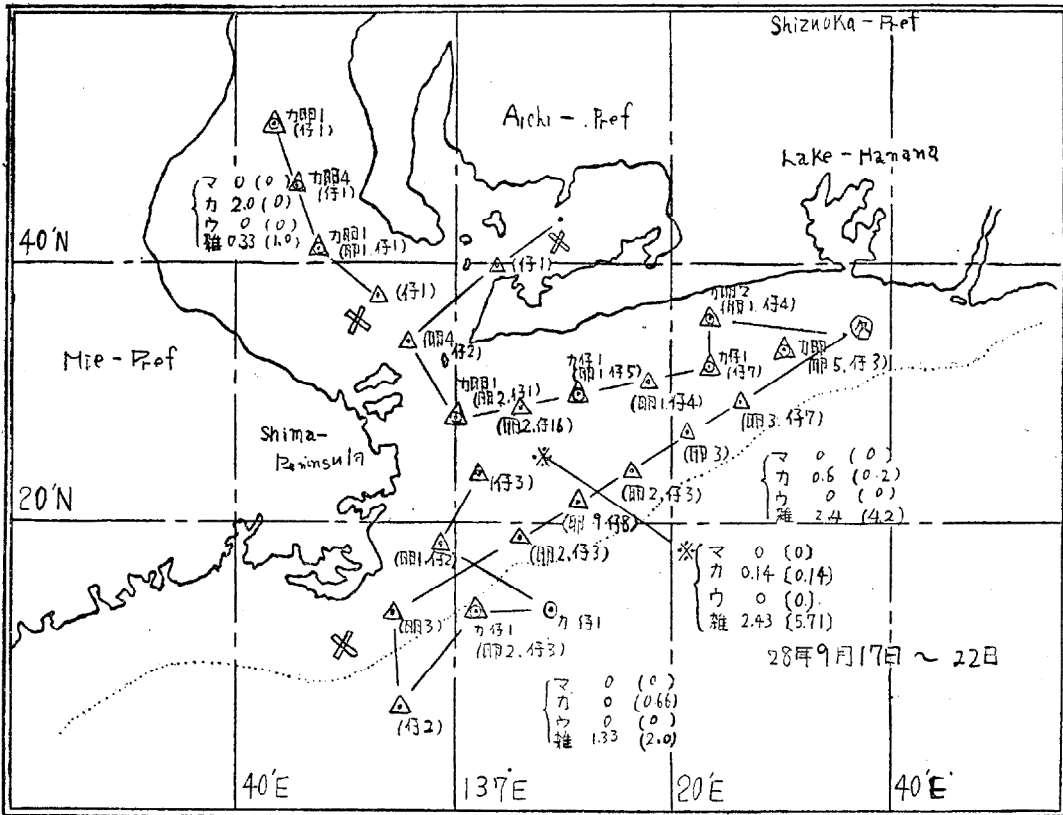 Shiznoka-Pref
Aichi-.Pref
Lake-Hamana
カ卵1
(仔1)
カ卵4
(仔1)
マ 0 (0)
カ 2.0 (0)
ウ 0 (0)
雑 0.33 (1.0)
カ卵1
(卵1.仔1)
40'N
(仔1)
(仔1)
カ卵2
(卵1.仔4)
欠
Mie-Pref
(卵4
仔2)
カ仔1
(卵1.仔5)
カ仔1
(仔7)
カ卵
(卵5.仔3)
カ卵1
(卵2.仔1)
(卵2.仔16)
(卵1.仔4)
(卵3.仔7)
Shima-
Peninsula
(仔3)
※
(卵3)
(卵2.仔3)
マ 0 (0)
カ 0.6 (0.2)
ウ 0 (0)
雑 2.4 (4.2)
20'N
(卵9.仔8)
(卵1.仔2)
(卵2.仔3)
※
マ 0 (0)
カ 0.14 (0.14)
ウ 0 (0.)
雑 2.43 (5.71)
(卵3)
カ仔1
(卵2.仔3)
カ仔1
28年9月17日～22日
(仔2)
マ 0 (0)
カ 0 (0.66)
ウ 0 (0)
雑 1.33 (2.0)
40'E
137°E
20'E
40'E